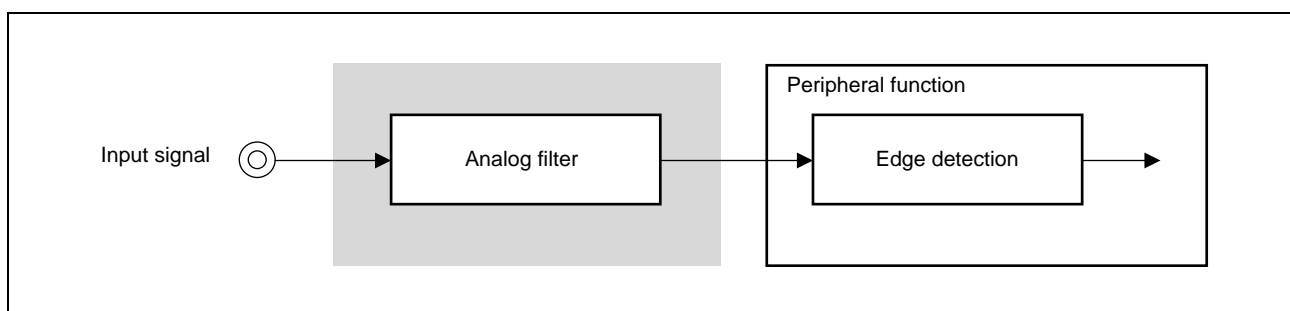 Peripheral function
Input signal
Analog filter
Edge detection